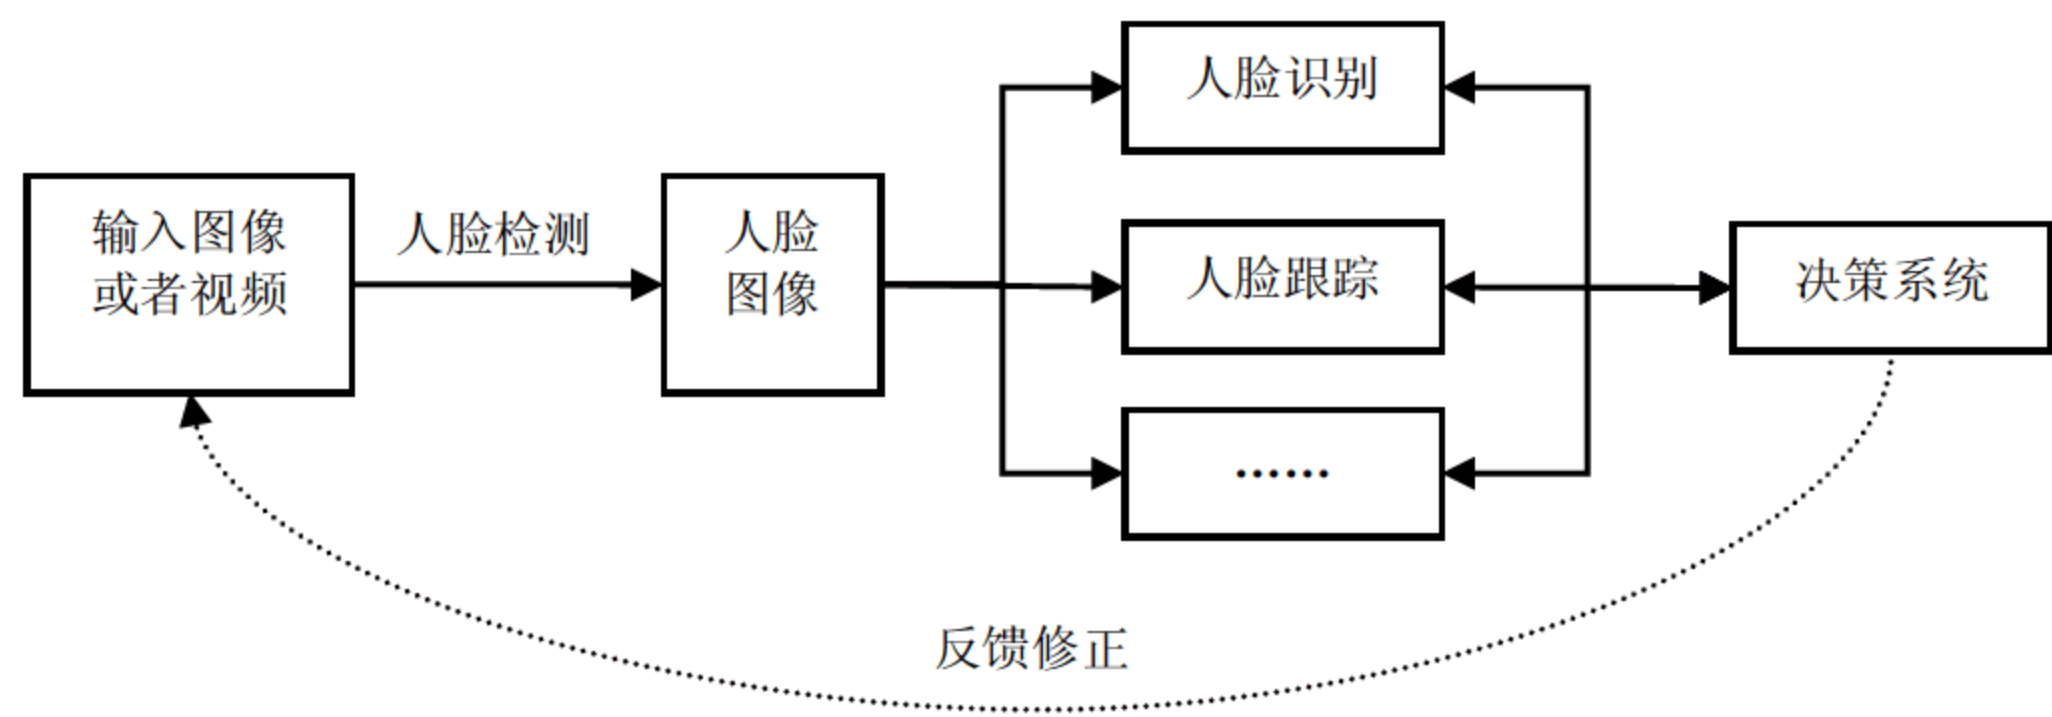 输入图像
或者视频
人脸检测
人脸
图像
人脸识别
人脸跟踪
……
决策系统
反馈修正